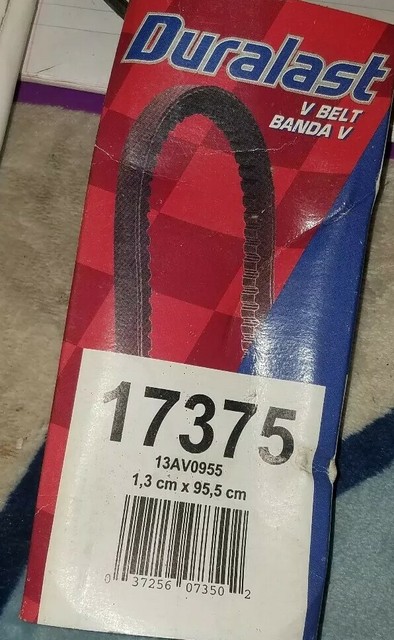 Duralast
V BELT
BANDA V
17375
13AV0955
1,3 cm x 95,5 cm
0 37256 07350 2